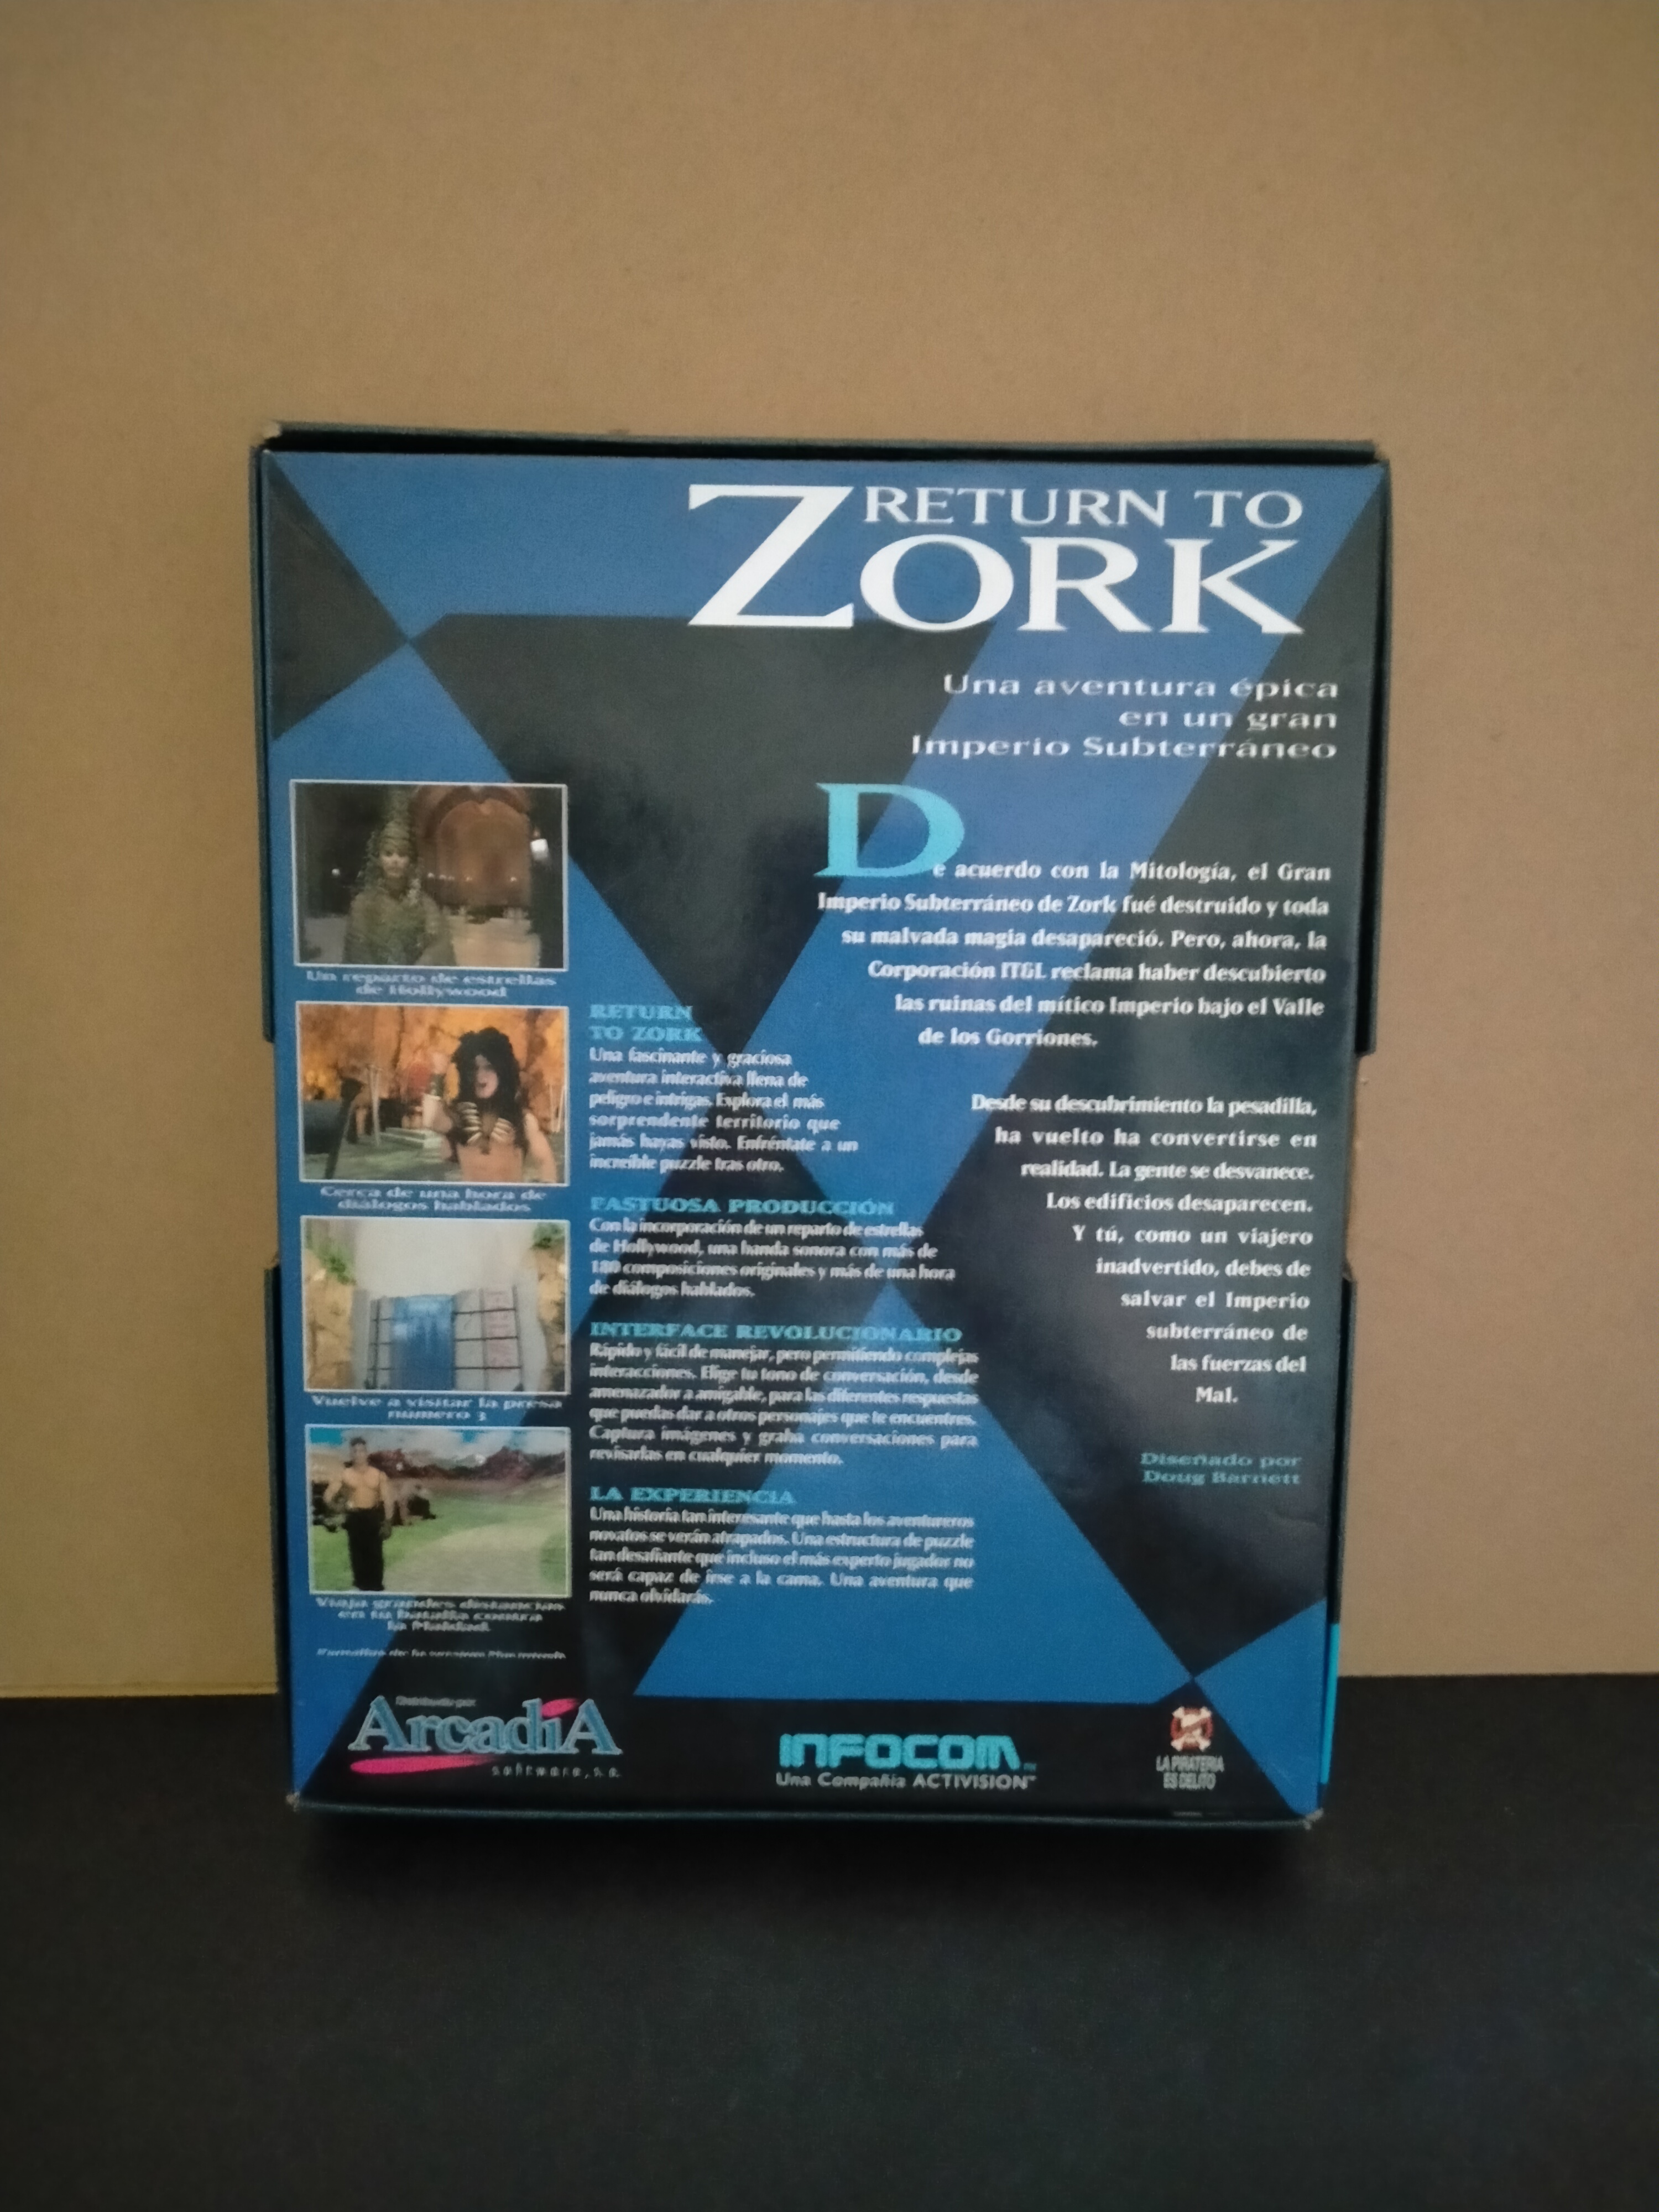 RETURN TO
ZORK
Una aventura épica
en un gran
Imperio Subterráneo
De acuerdo con la Mitología, el Gran
Imperio Subterráneo de Zork fué destruido y toda
su malvada magia desapareció. Pero, ahora, la
Corporación IT&L reclama haber descubierto
las ruinas del mítico Imperio bajo el Valle
de los Gorriones.
Desde su descubrimiento la pesadilla,
ha vuelto ha convertirse en
realidad. La gente se desvanece.
Los edificios desaparecen.
Y tú, como un viajero
inadvertido, debes de
salvar el Imperio
subterráneo de
las fuerzas del
Mal.
Diseñado por
Doug Barnett
Un reparto de estrellas
de Hollywood
Cerca de una hora de
diálogos hablados
Vuelve a visitar la presa
número 3
Viaja grandes distancias
en tu batalla contra
la Maldad.
Pantallas de la versión
RETURN
TO ZORK
Una fascinante y graciosa
aventura interactiva llena de
peligro e intrigas. Explora el más
sorprendente territorio que
jamás hayas visto. Enfréntate a un
increíble puzzle tras otro.
FASTUOSA PRODUCCIÓN
Con la incorporación de un reparto de estrellas
de Hollywood, una banda sonora con más de
180 composiciones originales y más de una hora
de diálogos hablados.
INTERFACE REVOLUCIONARIO
Rápido y fácil de manejar, pero permitiendo complejas
interacciones. Elige tu tono de conversación, desde
amenazador a amigable, para las diferentes respuestas
que puedas dar a otros personajes que te encuentres.
Captura imágenes y graba conversaciones para
revisarlas en cualquier momento.
LA EXPERIENCIA
Una historia tan interesante que hasta los aventureros
novatos se verán atrapados. Una estructura de puzzle
tan desafiante que incluso el más experto jugador no
será capaz de irse a la cama. Una aventura que
nunca olvidarás.
Distribuido por
ArcadiA
software, s.a.
INFOCOM™
Una Compañía ACTIVISION™
LA PIRATERIA
ES DELITO